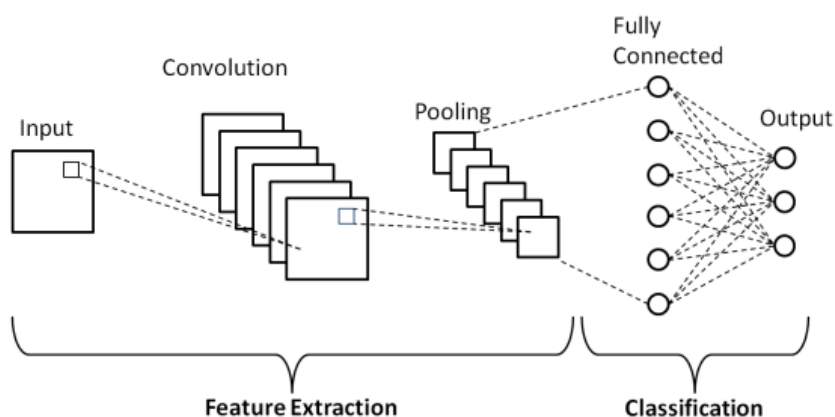 Input
Convolution
Pooling
Fully
Connected
Output
Feature Extraction
Classification